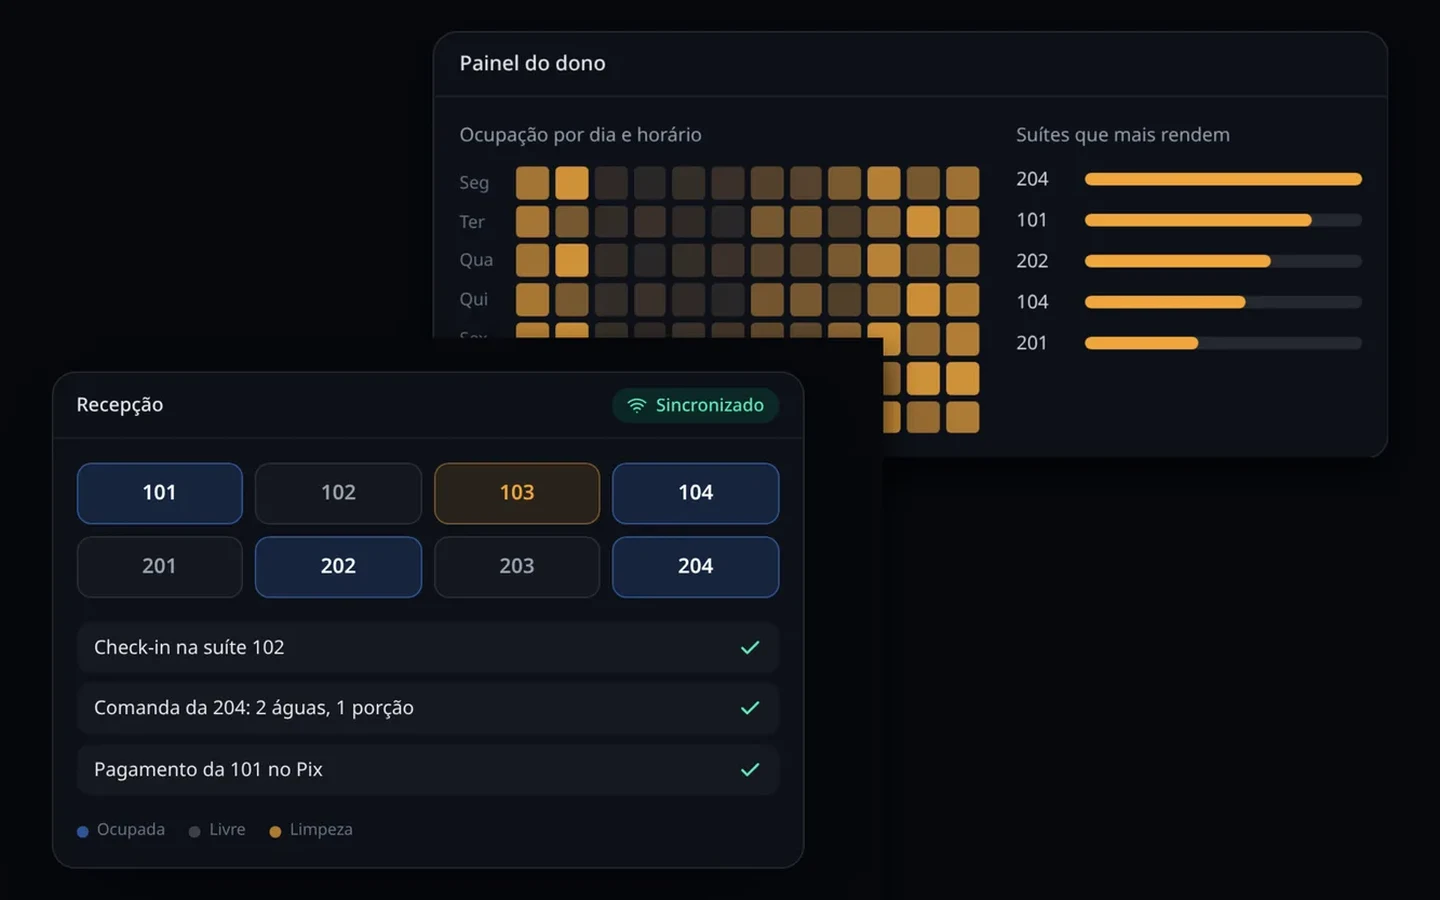 Painel do dono
Ocupação por dia e horário
Seg
Ter
Qua
Qui
Sex
Suítes que mais rendem
204
101
202
104
201
Recepção
Sincronizado
101 102 103 104
201 202 203 204
Check-in na suíte 102
Comanda da 204: 2 águas, 1 porção
Pagamento da 101 no Pix
Ocupada Livre Limpeza